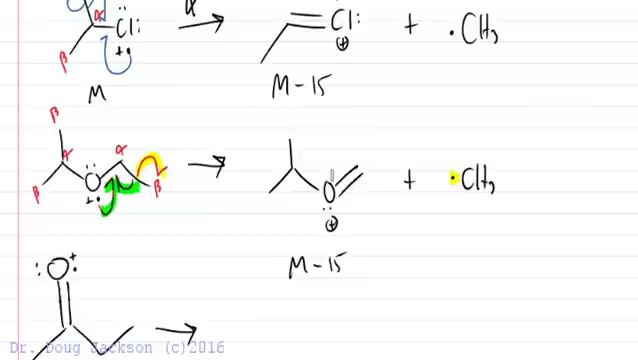 α
:Cl:
+•
β
M
α
Cl:
⊕
M-15
+ •CH3
β
α
β
α
Ö
+•
β
O
⊕
M-15
+ •CH3
:O+•
Dr. Doug Jackson (c)2016